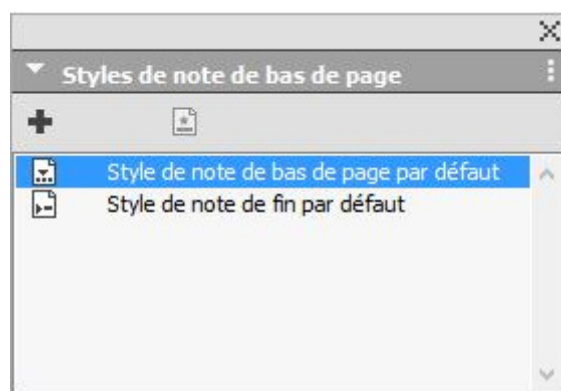 Styles de note de bas de page
Style de note de bas de page par défaut
Style de note de fin par défaut